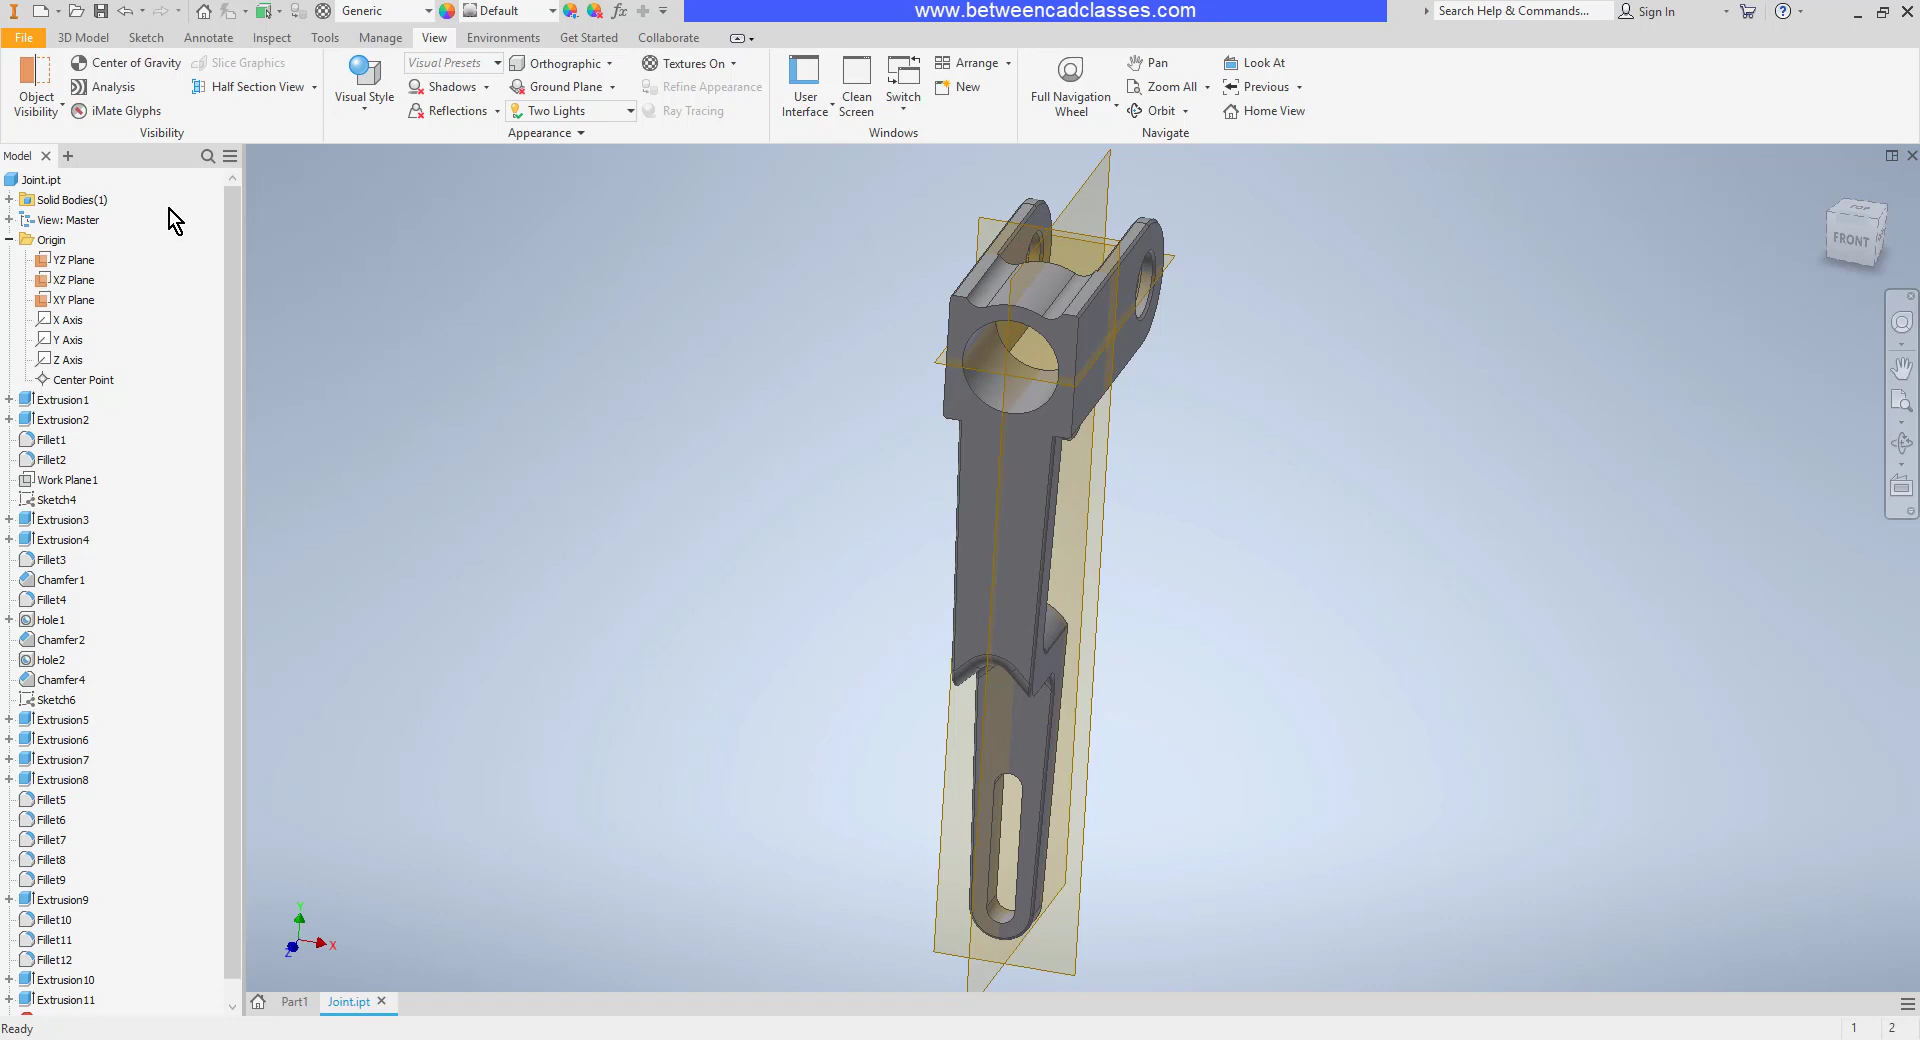 Generic
Default
fx
www.betweencadclasses.com
Search Help & Commands...
Sign In
File
3D Model
Sketch
Annotate
Inspect
Tools
Manage
View
Environments
Get Started
Collaborate
Object
Visibility
Center of Gravity
Analysis
iMate Glyphs
Slice Graphics
Half Section View
Visibility
Visual Style
Visual Presets
Shadows
Reflections
Orthographic
Ground Plane
Two Lights
Textures On
Refine Appearance
Ray Tracing
Appearance
User
Interface
Clean
Screen
Switch
Arrange
New
Windows
Full Navigation
Wheel
Pan
Zoom All
Orbit
Look At
Previous
Home View
Navigate
Model
Joint.ipt
Solid Bodies(1)
View: Master
Origin
YZ Plane
XZ Plane
XY Plane
X Axis
Y Axis
Z Axis
Center Point
Extrusion1
Extrusion2
Fillet1
Fillet2
Work Plane1
Sketch4
Extrusion3
Extrusion4
Fillet3
Chamfer1
Fillet4
Hole1
Chamfer2
Hole2
Chamfer4
Sketch6
Extrusion5
Extrusion6
Extrusion7
Extrusion8
Fillet5
Fillet6
Fillet7
Fillet8
Fillet9
Extrusion9
Fillet10
Fillet11
Fillet12
Extrusion10
Extrusion11
TOP
FRONT
Y
X
Z
Part1
Joint.ipt
Ready
1
2